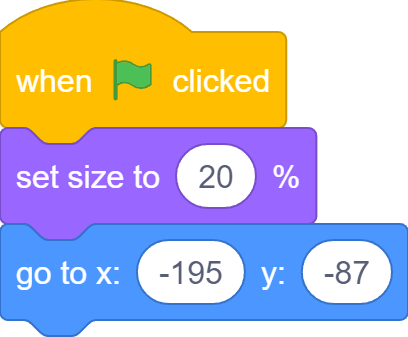 when clicked
set size to 20 %
go to x: -195 y: -87